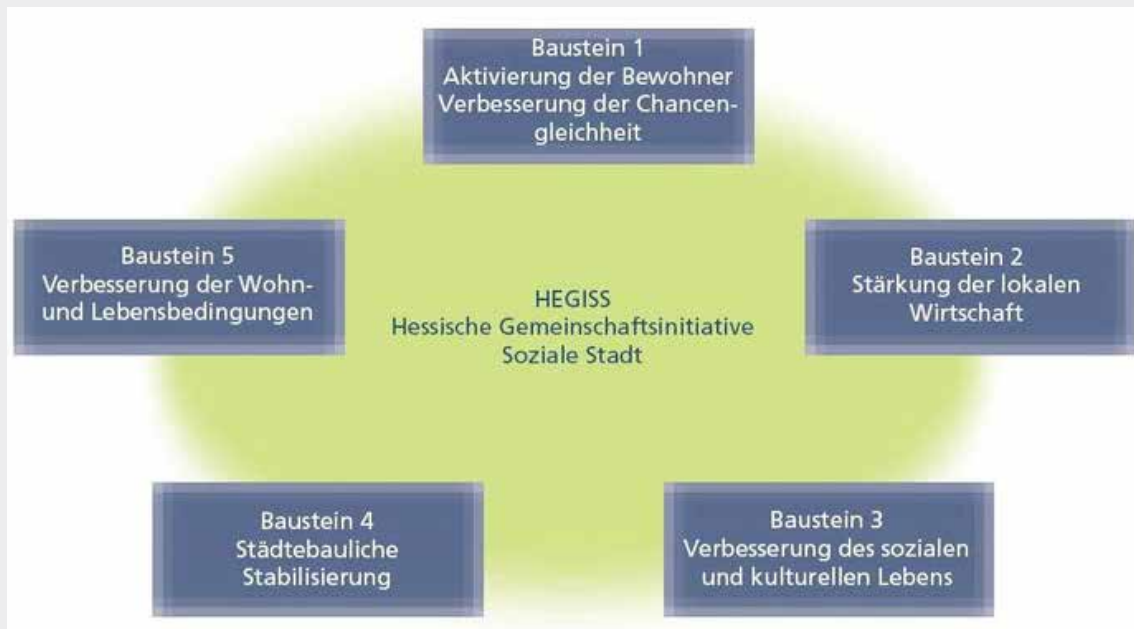 Baustein 1
Aktivierung der Bewohner
Verbesserung der Chancen-
gleichheit
Baustein 5
Verbesserung der Wohn-
und Lebensbedingungen
HEGISS
Hessische Gemeinschaftsinitiative
Soziale Stadt
Baustein 2
Stärkung der lokalen
Wirtschaft
Baustein 4
Städtebauliche
Stabilisierung
Baustein 3
Verbesserung des sozialen
und kulturellen Lebens